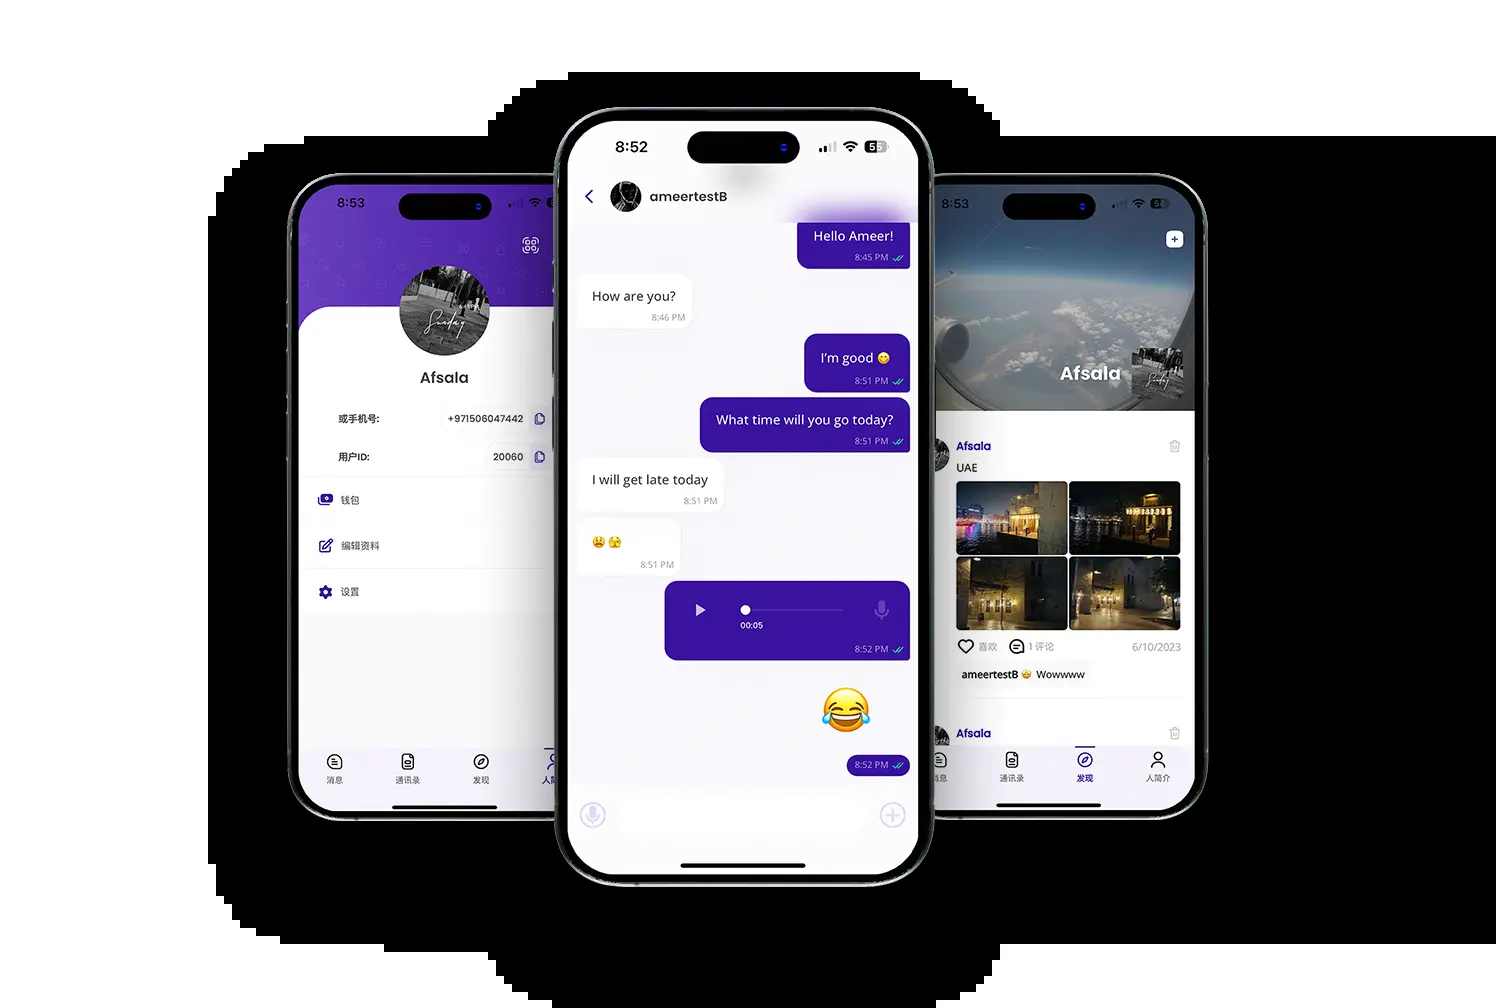 8:53
Sunday
Afsala
或手机号:
+971506047442
用户ID:
20060
钱包
编辑资料
设置
消息
通讯录
发现
8:52
55
ameertestB
Hello Ameer!
8:45 PM
How are you?
8:46 PM
I'm good 😋
8:51 PM
What time will you go today?
8:51 PM
I will get late today
8:51 PM
😫 🫣
8:51 PM
00:05
8:52 PM
😂
8:52 PM
8:53
Afsala
Sunday
Afsala
UAE
喜欢
1 评论
6/10/2023
ameertestB 🤩 Wowwww
Afsala
通讯录
发现
人简介